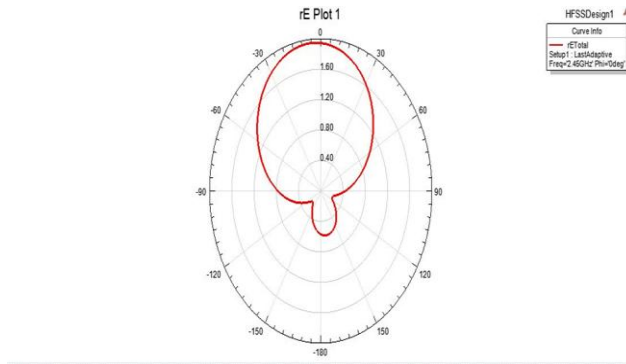 rE Plot 1
HFSSDesign1
Curve Info
rETotal
Setup1 : LastAdaptive
Freq='2.45GHz' Phi='0deg'
0
-30
30
1.60
-60
60
1.20
0.80
0.40
-90
90
-120
120
-150
150
-180